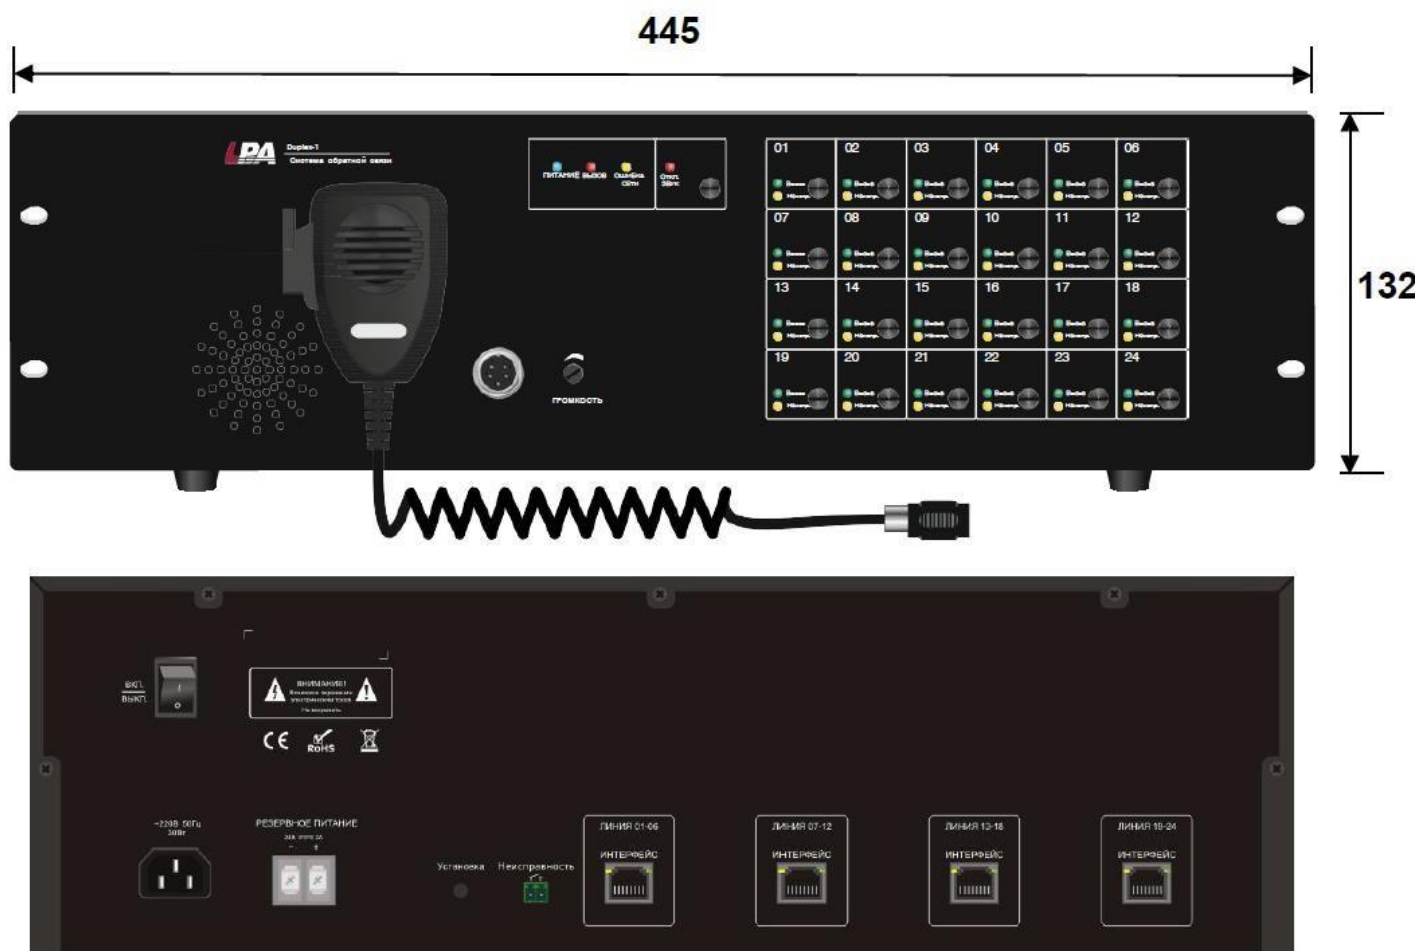 445
132
LPA
Duplex-1
Система обратной связи
ПИТАНИЕ
ВЫЗОВ
ОШИБКА
СЕТИ
ОТКЛ.
ЗВУК
ГРОМКОСТЬ
01 02 03 04 05 06
07 08 09 10 11 12
13 14 15 16 17 18
19 20 21 22 23 24
ВКЛ.
ВЫКЛ.
ВНИМАНИЕ!
Не вскрывать
CE
RoHS
~220В 50Гц
30Вт
РЕЗЕРВНОЕ ПИТАНИЕ
- +
Установка
Неисправность
ЛИНИЯ 01-06
ИНТЕРФЕЙС
ЛИНИЯ 07-12
ИНТЕРФЕЙС
ЛИНИЯ 13-18
ИНТЕРФЕЙС
ЛИНИЯ 19-24
ИНТЕРФЕЙС